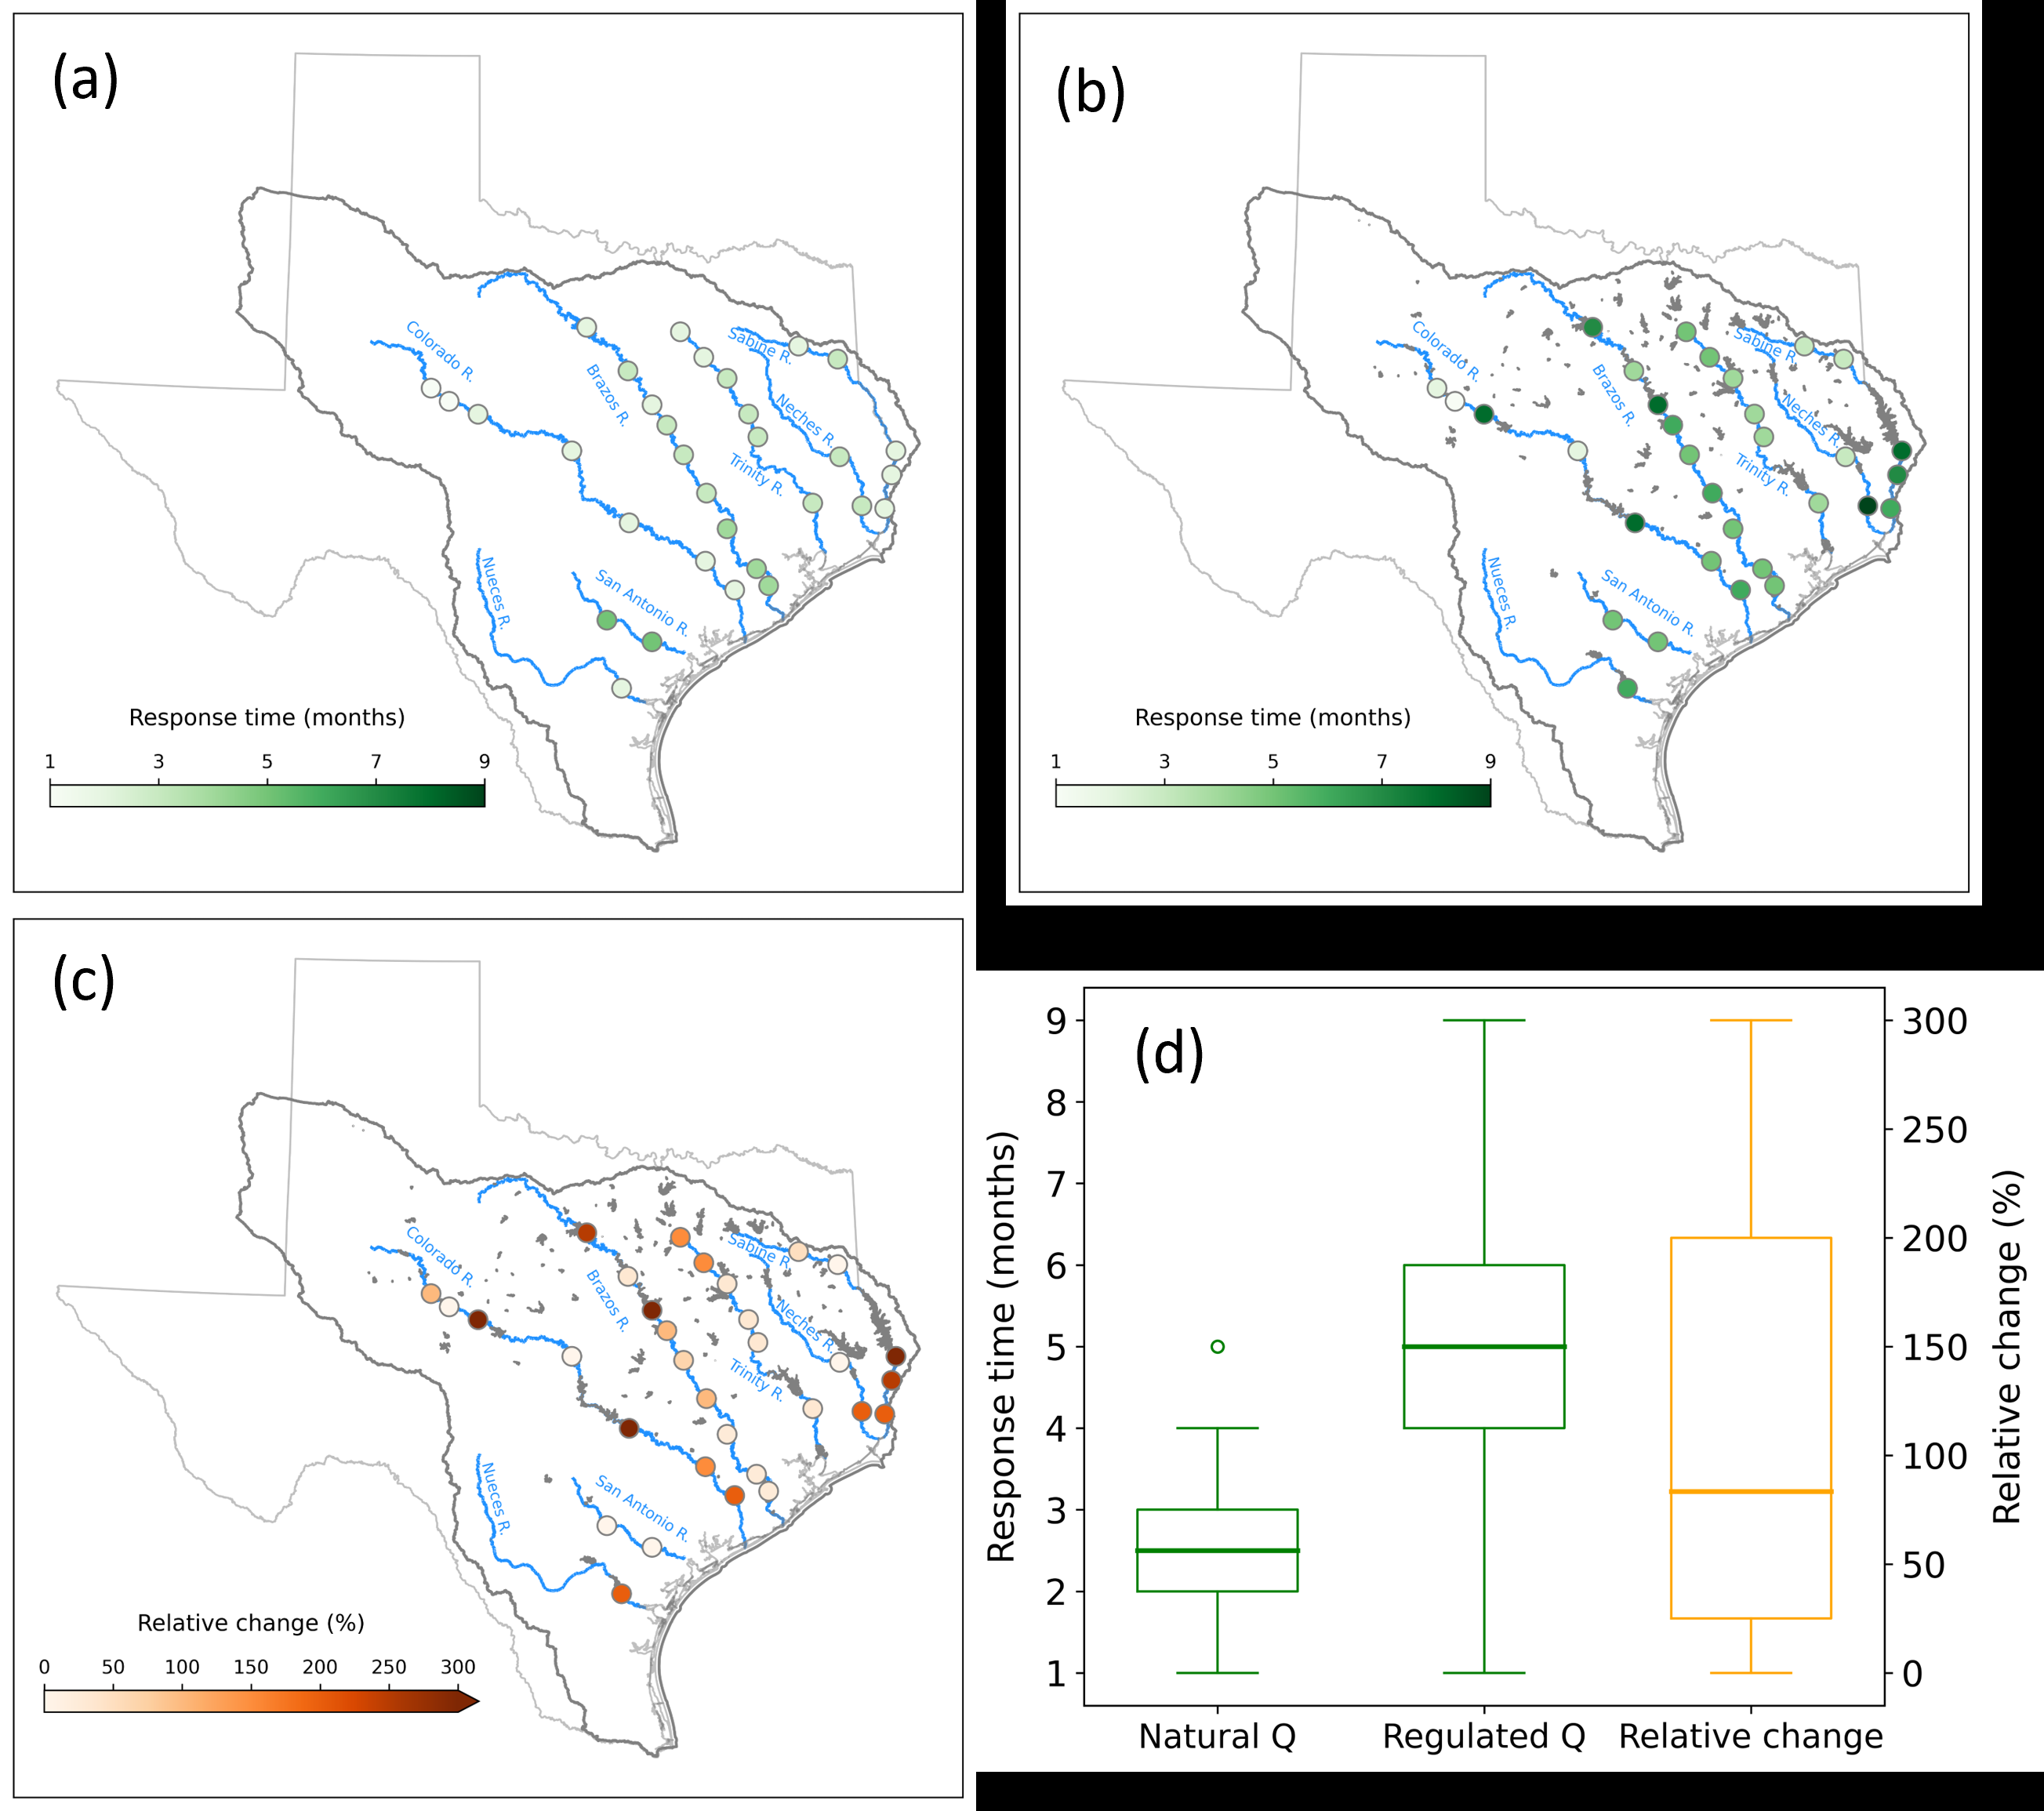 (a)
Colorado R.
Brazos R.
Sabine R.
Neches R.
Trinity R.
Nueces R.
San Antonio R.
Response time (months)
1 3 5 7 9
(b)
Colorado R.
Brazos R.
Sabine R.
Neches R.
Trinity R.
Nueces R.
San Antonio R.
Response time (months)
1 3 5 7 9
(c)
Colorado R.
Brazos R.
Sabine R.
Neches R.
Trinity R.
Nueces R.
San Antonio R.
Relative change (%)
0 50 100 150 200 250 300
(d)
Response time (months)
9
8
7
6
5
4
3
2
1
300
250
200
150
100
50
0
Relative change (%)
Natural Q Regulated Q Relative change